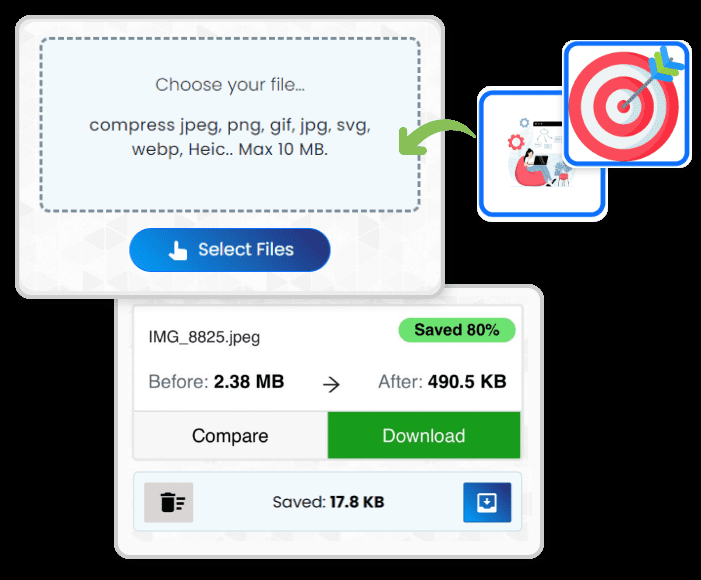 Choose your file...
compress jpeg, png, gif, jpg, svg,
webp, Heic.. Max 10 MB.
Select Files
IMG_8825.jpeg
Saved 80%
Before: 2.38 MB → After: 490.5 KB
Compare
Download
Saved: 17.8 KB